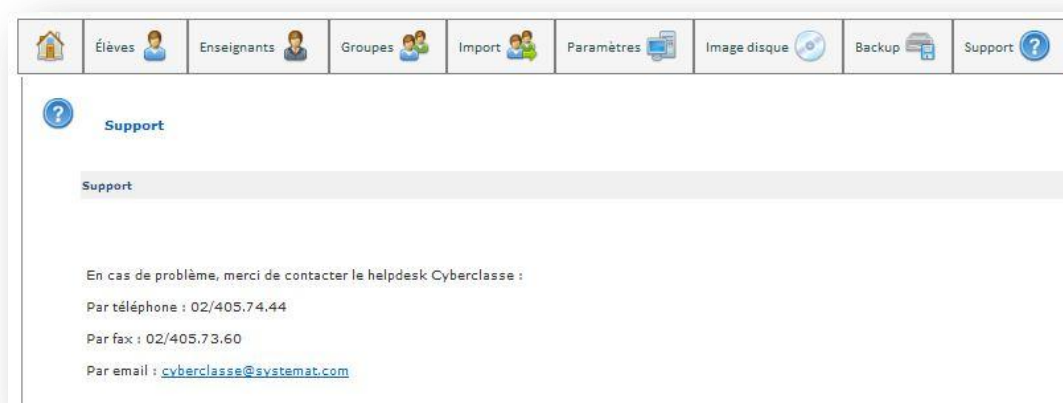 Élèves Enseignants Groupes Import Paramètres Image disque Backup Support
Support
Support
En cas de problème, merci de contacter le helpdesk Cyberclasse :
Par téléphone : 02/405.74.44
Par fax : 02/405.73.60
Par email : cyberclasse@systemat.com